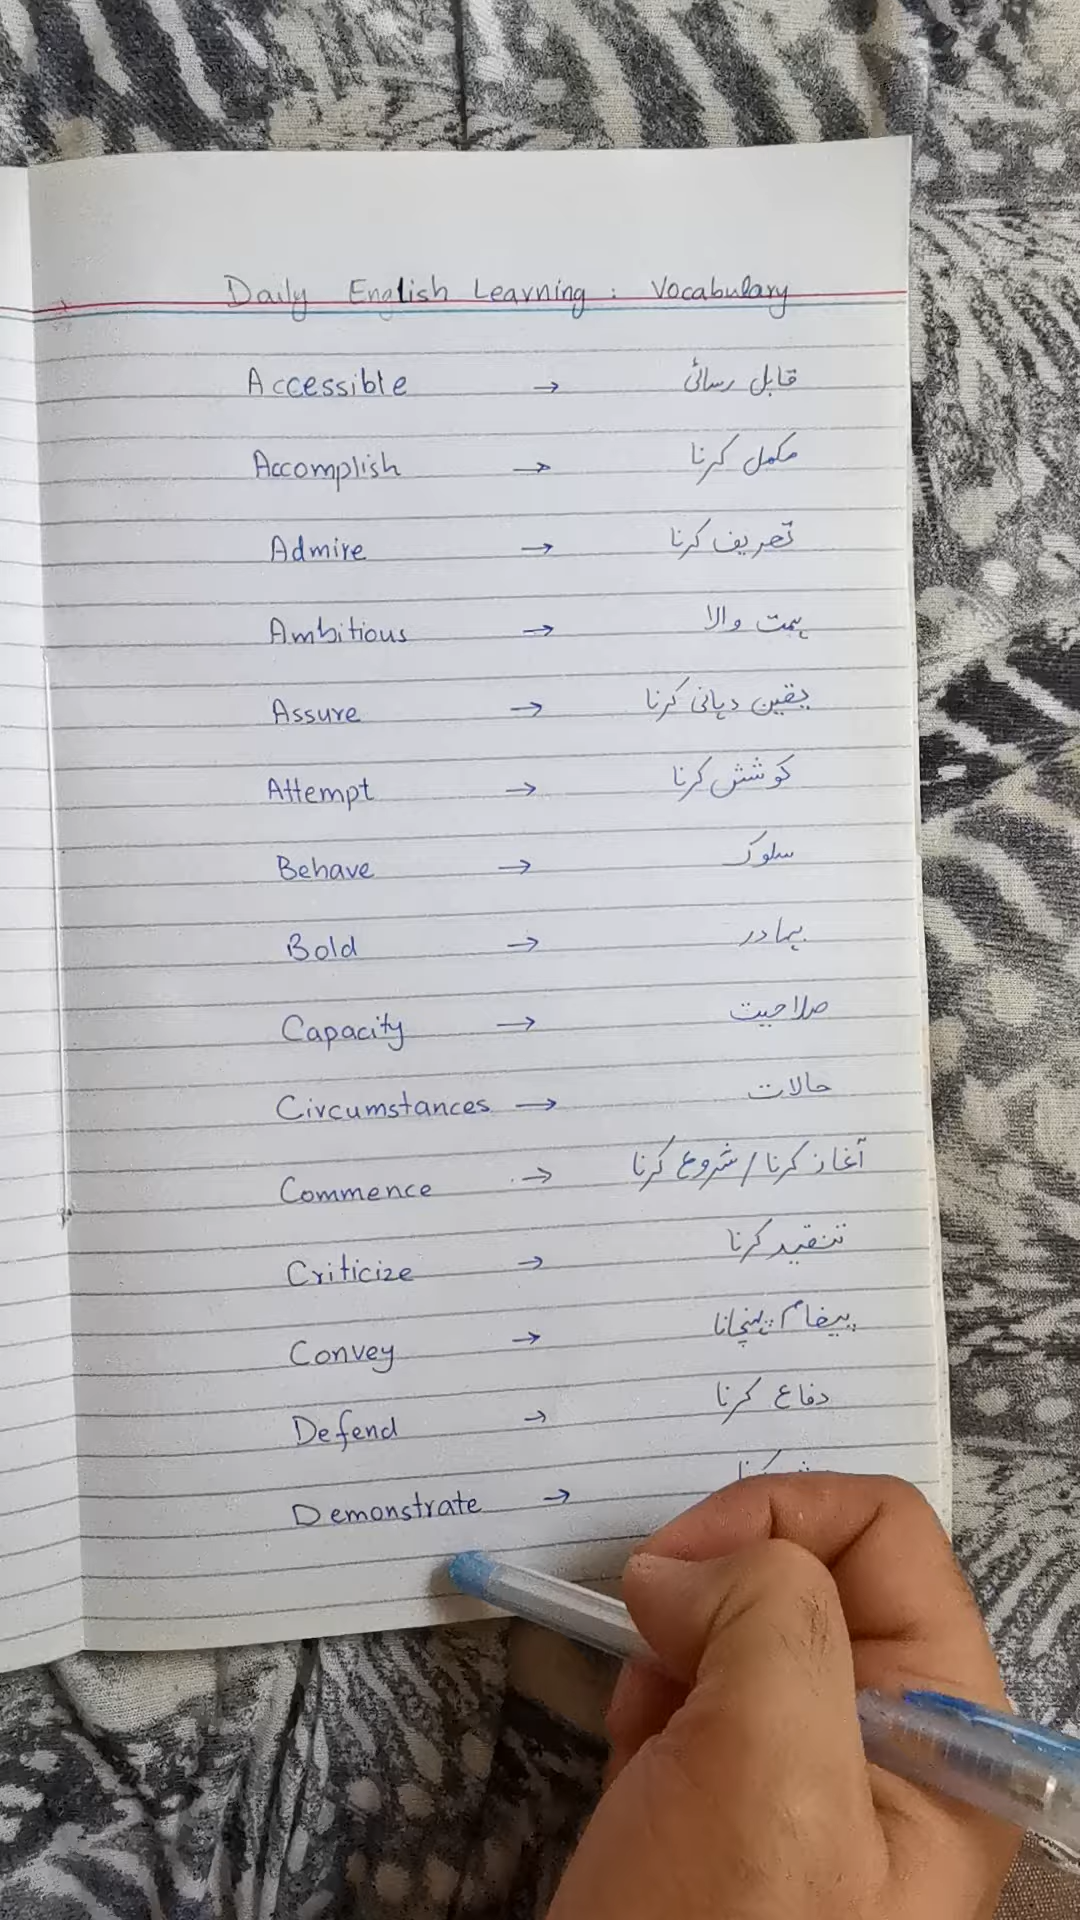 Daily English Learning : Vocabulary
Accessible → قابل رسائی
Accomplish → مکمل کرنا
Admire → تعریف کرنا
Ambitious → ہمت والا
Assure → یقین دہانی کرنا
Attempt → کوشش کرنا
Behave → سلوک
Bold → بہادر
Capacity → صلاحیت
Circumstances → حالات
Commence → آغاز کرنا / شروع کرنا
Criticize → تنقید کرنا
Convey → پیغام پہنچانا
Defend → دفاع کرنا
Demonstrate →